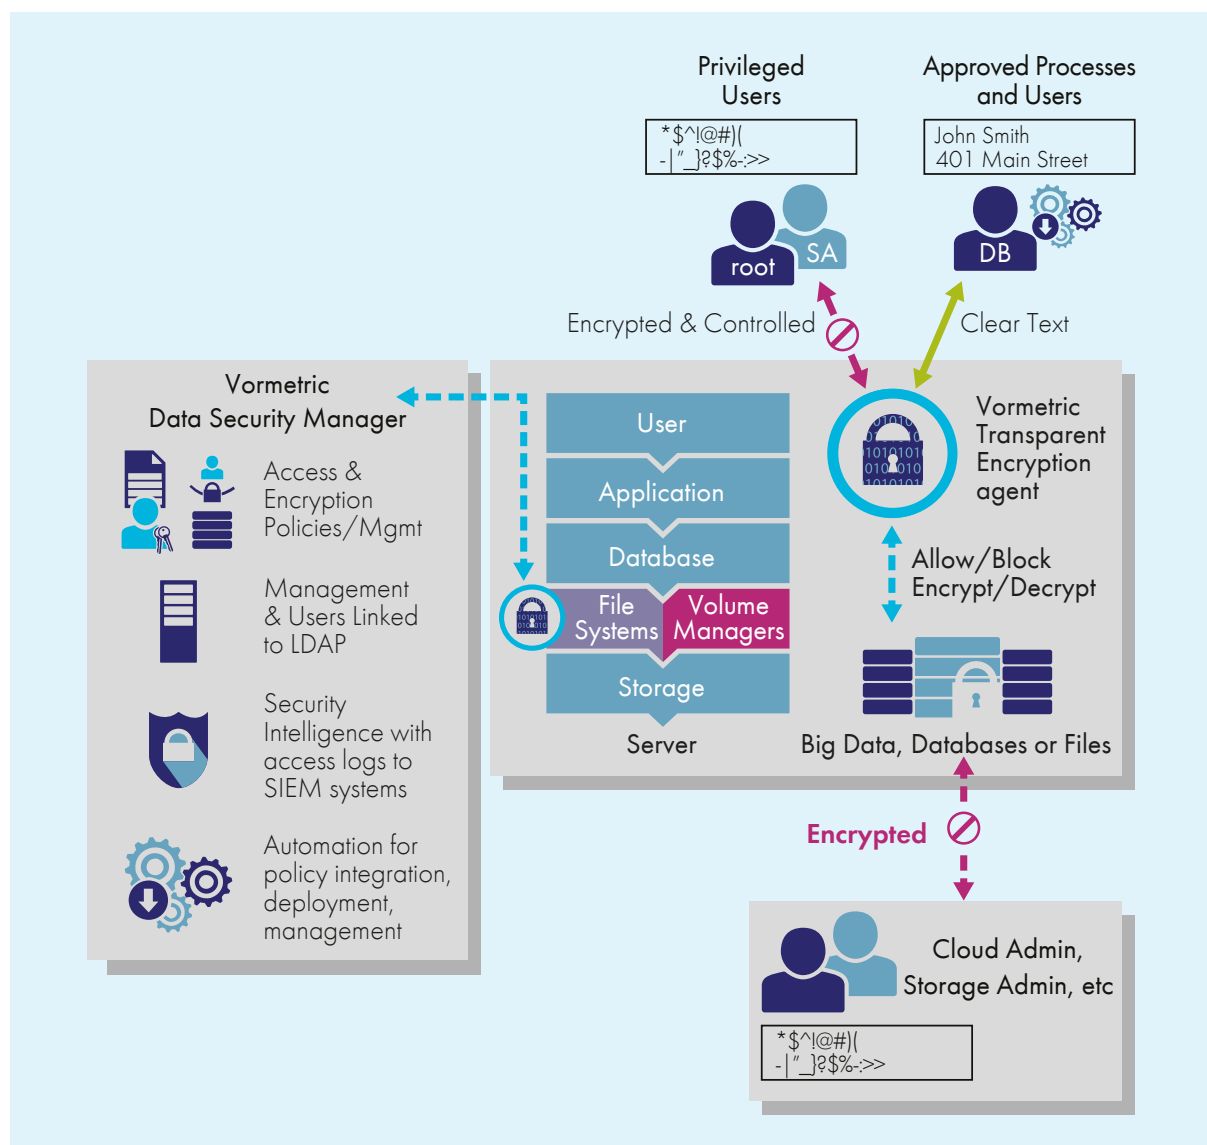 Privileged
Users
*$^!@#)(
-|"_}?$%-:>>
root
SA
Approved Processes
and Users
John Smith
401 Main Street
DB
Encrypted & Controlled
Clear Text
Vormetric
Data Security Manager
Access &
Encryption
Policies/Mgmt
Management
& Users Linked
to LDAP
Security
Intelligence with
access logs to
SIEM systems
Automation for
policy integration,
deployment,
management
User
Application
Database
File
Systems
Volume
Managers
Storage
Server
Vormetric
Transparent
Encryption
agent
Allow/Block
Encrypt/Decrypt
Big Data, Databases or Files
Encrypted
Cloud Admin,
Storage Admin, etc
*$^!@#)(
-|"_}?$%-:>>